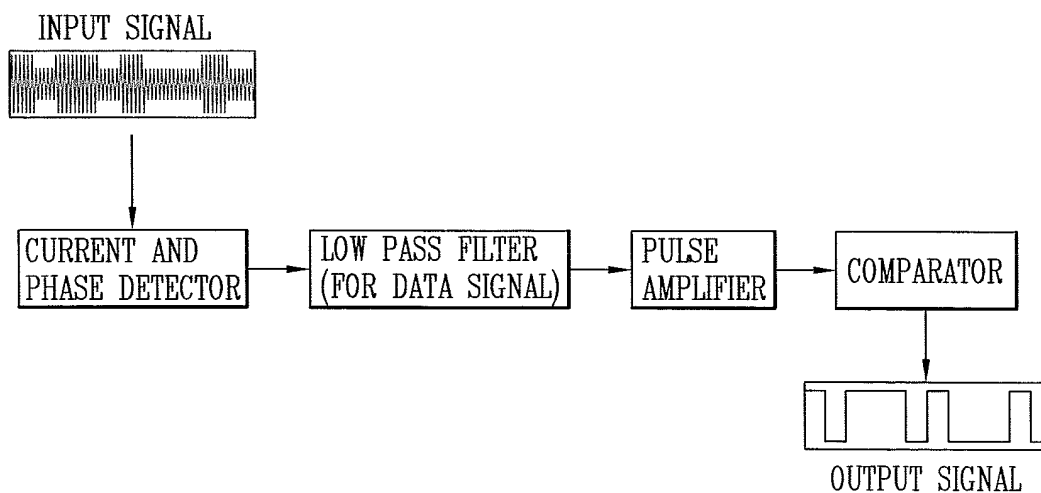 INPUT SIGNAL
CURRENT AND
PHASE DETECTOR
LOW PASS FILTER
(FOR DATA SIGNAL)
PULSE
AMPLIFIER
COMPARATOR
OUTPUT SIGNAL